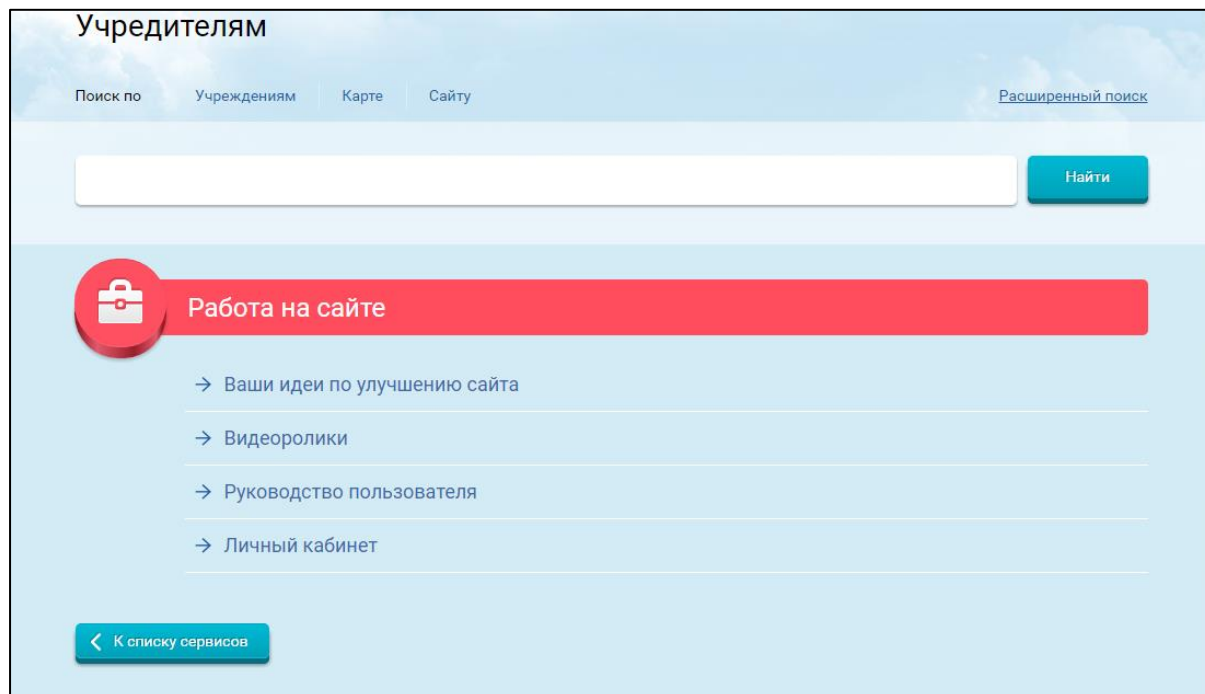 Учредителям
Поиск по Учреждениям Карте Сайту Расширенный поиск
Найти
Работа на сайте
Ваши идеи по улучшению сайта
Видеоролики
Руководство пользователя
Личный кабинет
К списку сервисов